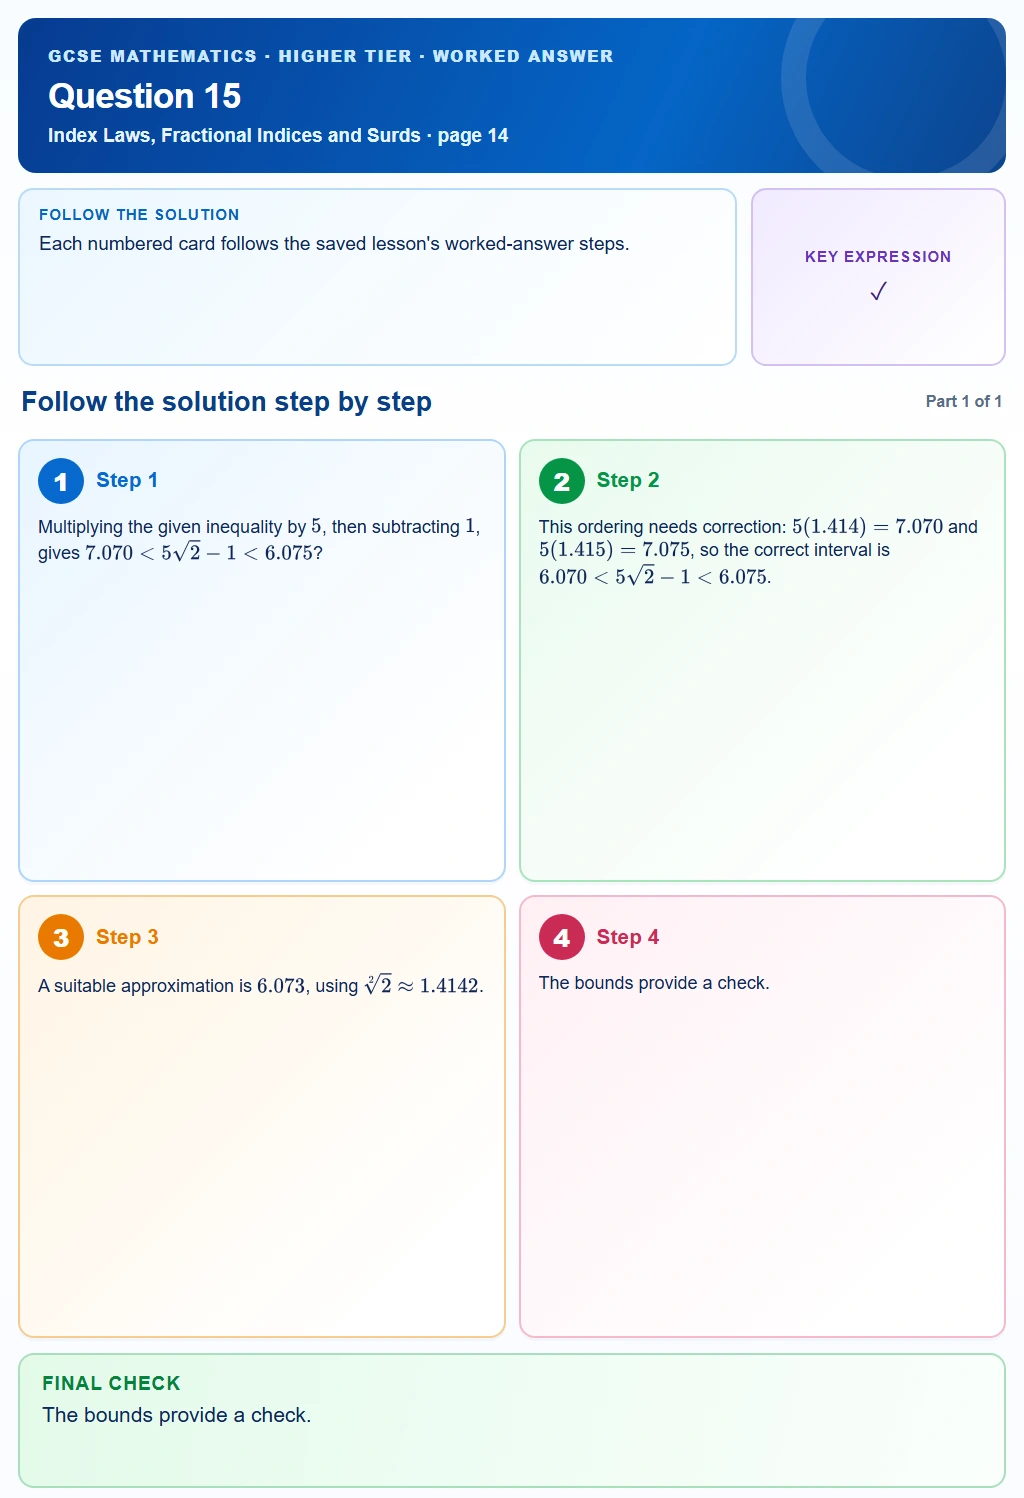 GCSE MATHEMATICS · HIGHER TIER · WORKED ANSWER
Question 15
Index Laws, Fractional Indices and Surds · page 14
FOLLOW THE SOLUTION
Each numbered card follows the saved lesson's worked-answer steps.
KEY EXPRESSION
✓
Follow the solution step by step
Part 1 of 1
1 Step 1
Multiplying the given inequality by 5, then subtracting 1,
gives 7.070 < 5√2 − 1 < 6.075?
2 Step 2
This ordering needs correction: 5(1.414) = 7.070 and
5(1.415) = 7.075, so the correct interval is
6.070 < 5√2 − 1 < 6.075.
3 Step 3
A suitable approximation is 6.073, using ²√2 ≈ 1.4142.
4 Step 4
The bounds provide a check.
FINAL CHECK
The bounds provide a check.